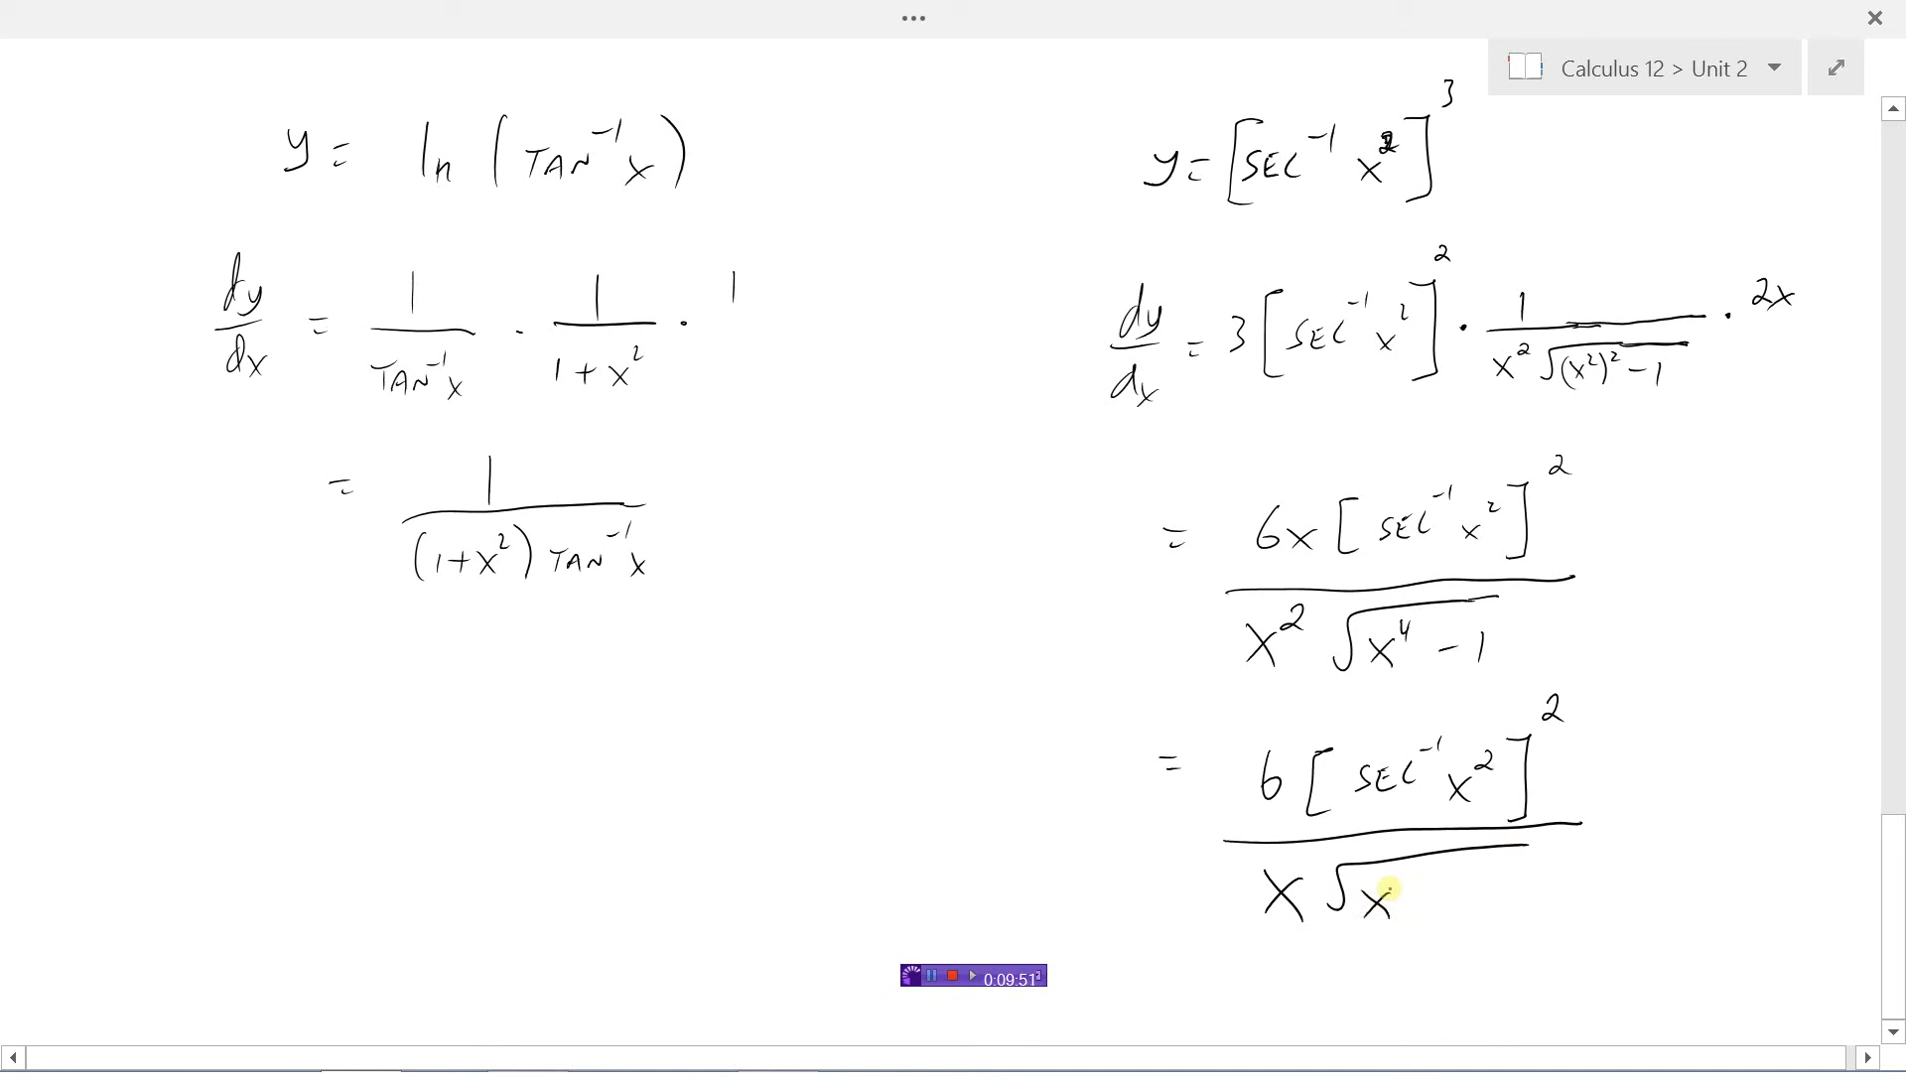 ...
Calculus 12 > Unit 2
y = ln (TAN⁻¹ x)
dy/dx = 1/(TAN⁻¹x) · 1/(1 + x²) · 1
= 1/((1+x²) TAN⁻¹x)
y = [SEC⁻¹ x²]³
dy/dx = 3 [SEC⁻¹ x²]² · 1/(x² √((x²)² − 1)) · 2x
= 6x [SEC⁻¹ x²]² / (x² √(x⁴ − 1))
= 6 [SEC⁻¹ x²]² / (x √x)
0:09:51